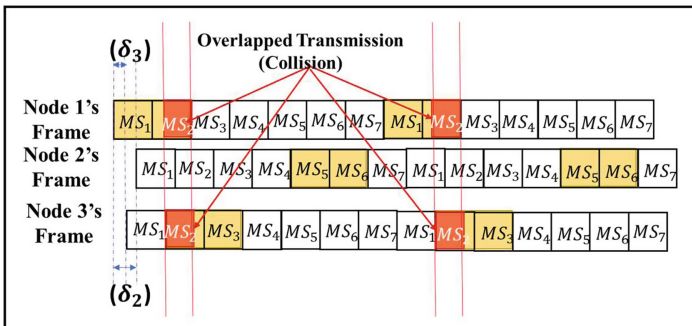 (δ₃)
Overlapped Transmission
(Collision)
Node 1's
Frame
MS₁ MS₂ MS₃ MS₄ MS₅ MS₆ MS₇ MS₁ MS₂ MS₃ MS₄ MS₅ MS₆ MS₇
Node 2's
Frame
MS₁ MS₂ MS₃ MS₄ MS₅ MS₆ MS₇ MS₁ MS₂ MS₃ MS₄ MS₅ MS₆ MS₇
Node 3's
Frame
MS₁ MS₂ MS₃ MS₄ MS₅ MS₆ MS₇ MS₁ MS₂ MS₃ MS₄ MS₅ MS₆ MS₇
(δ₂)